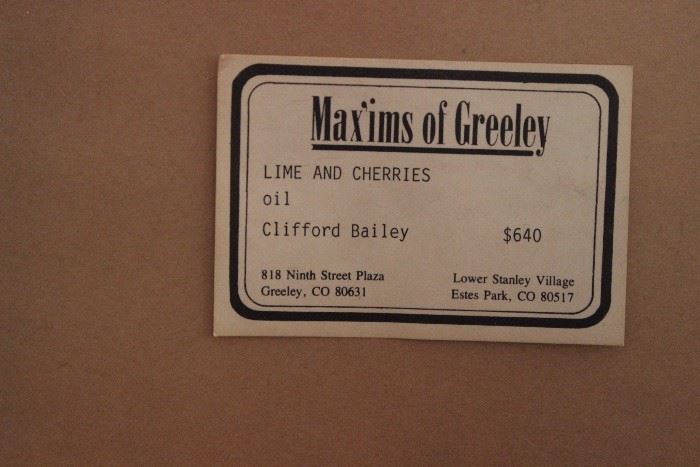 Max'ims of Greeley
LIME AND CHERRIES
oil
Clifford Bailey $640
818 Ninth Street Plaza Lower Stanley Village
Greeley, CO 80631 Estes Park, CO 80517